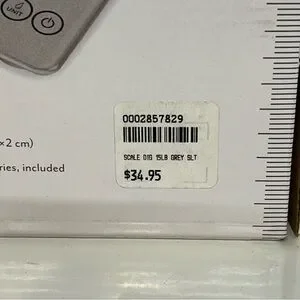 UNIT
0002857829
×2 cm)
SCALE DIG 15LB GREY SLT
ries, included
$34.95